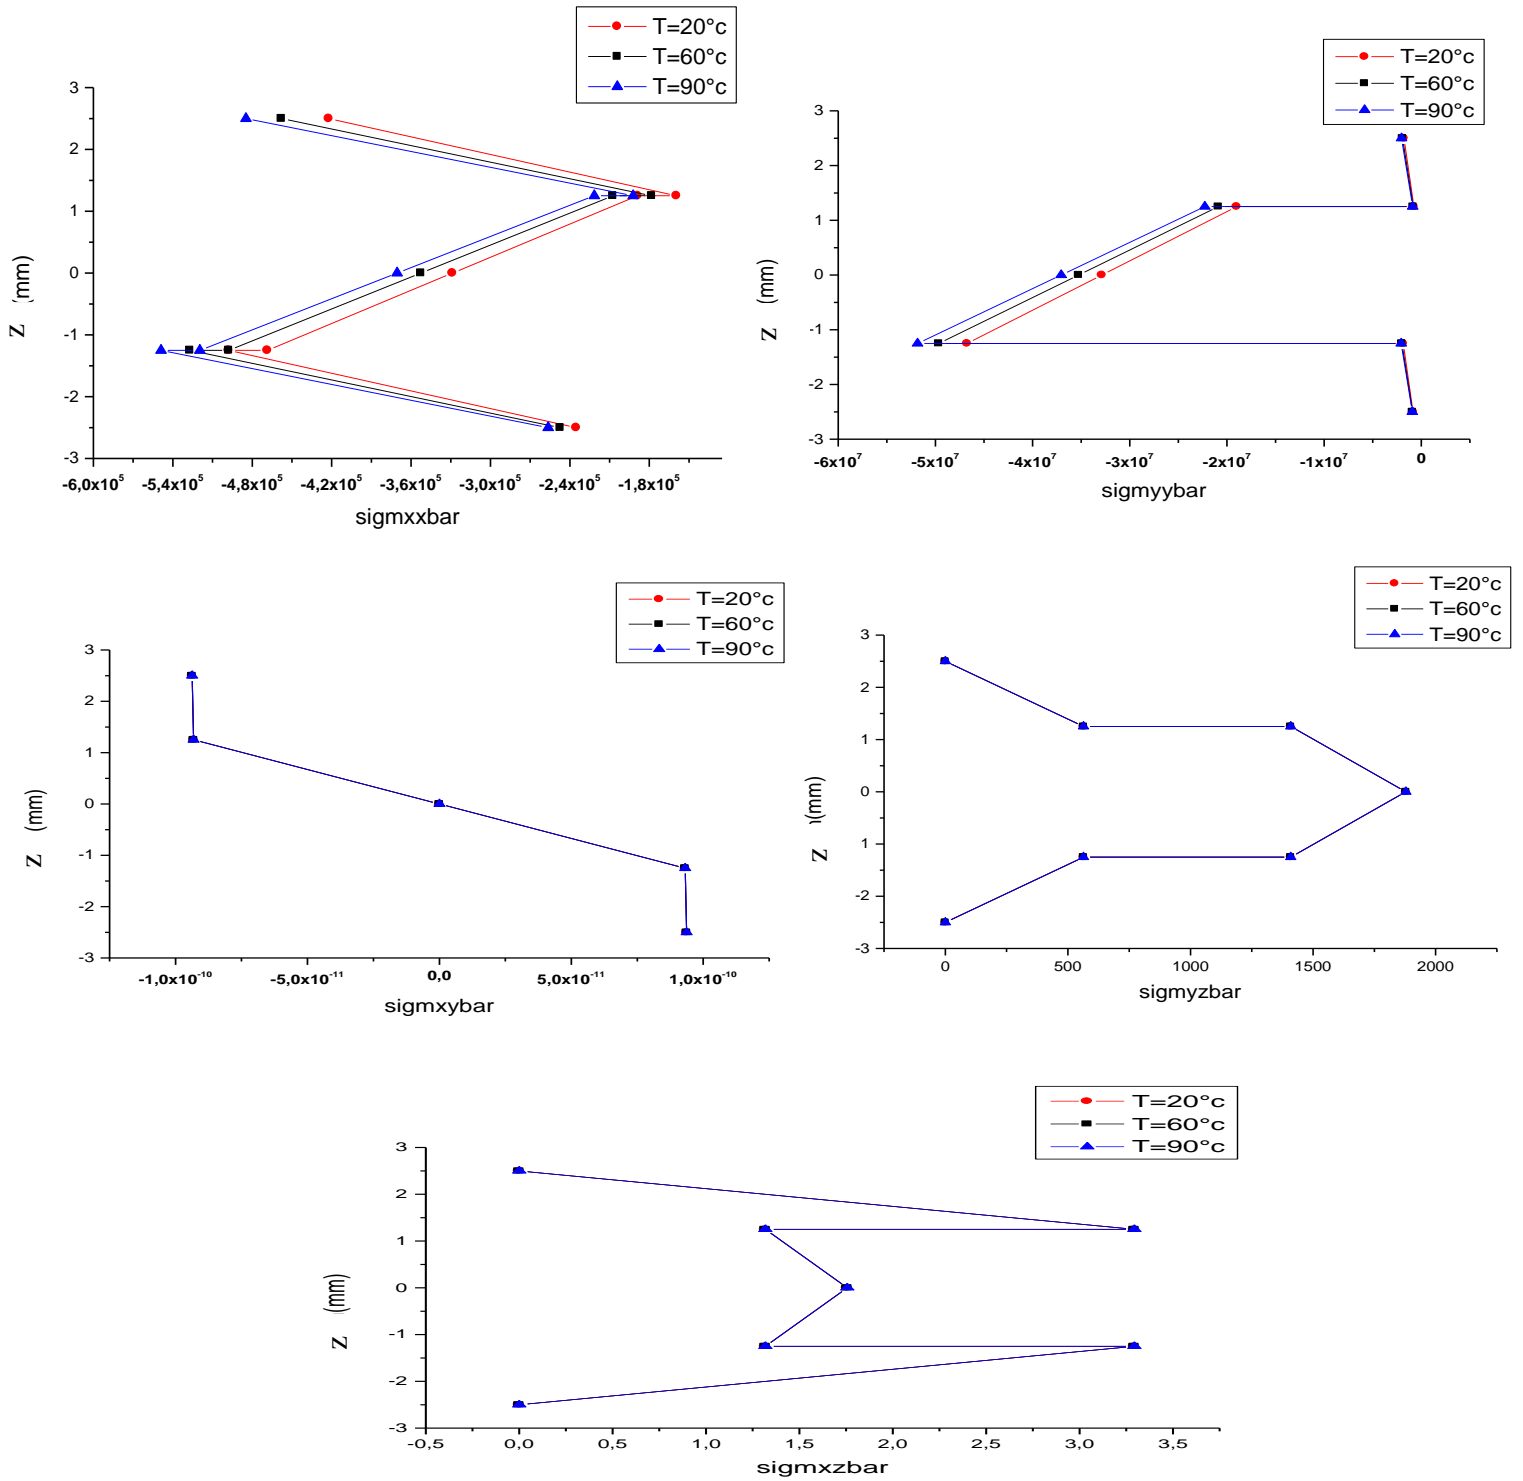 T=20°c
T=60°c
T=90°c
3
2
1
0
-1
-2
-3
Z (mm)
-6,0x10⁵ -5,4x10⁵ -4,8x10⁵ -4,2x10⁵ -3,6x10⁵ -3,0x10⁵ -2,4x10⁵ -1,8x10⁵
sigmxxbar
T=20°c
T=60°c
T=90°c
3
2
1
0
-1
-2
-3
Z (mm)
-6x10⁷ -5x10⁷ -4x10⁷ -3x10⁷ -2x10⁷ -1x10⁷ 0
sigmyybar
T=20°c
T=60°c
T=90°c
3
2
1
0
-1
-2
-3
Z (mm)
-1,0x10⁻¹⁰ -5,0x10⁻¹¹ 0,0 5,0x10⁻¹¹ 1,0x10⁻¹⁰
sigmxybar
T=20°c
T=60°c
T=90°c
3
2
1
0
1
-2
-3
Z (mm)
0 500 1000 1500 2000
sigmyzbar
T=20°c
T=60°c
T=90°c
3
2
1
0
-1
-2
-3
Z (mm)
-0,5 0,0 0,5 1,0 1,5 2,0 2,5 3,0 3,5
sigmxzbar